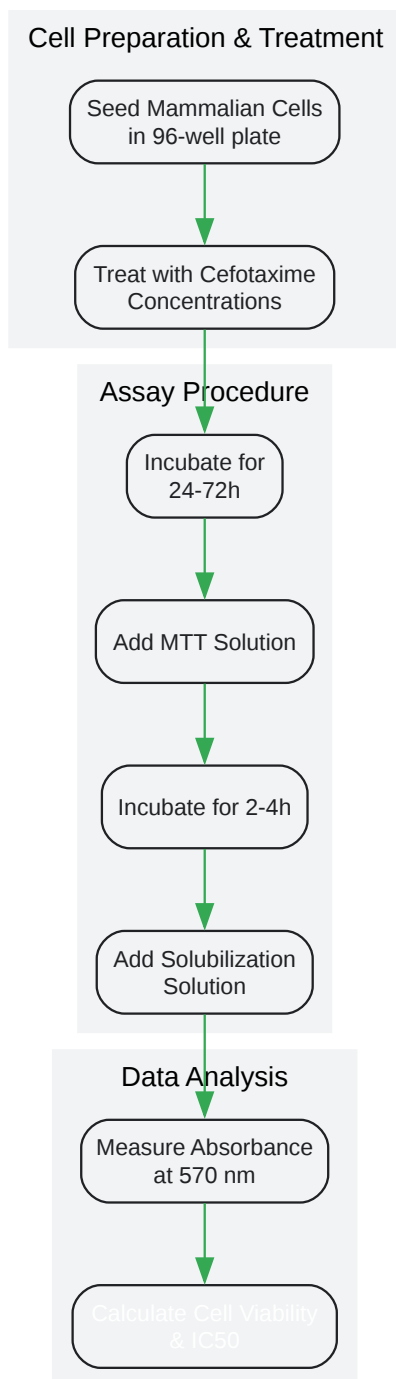 Cell Preparation & Treatment
Seed Mammalian Cells
in 96-well plate
Treat with Cefotaxime
Concentrations
Assay Procedure
Incubate for
24-72h
Add MTT Solution
Incubate for 2-4h
Add Solubilization
Solution
Data Analysis
Measure Absorbance
at 570 nm
Calculate Cell Viability
& IC50